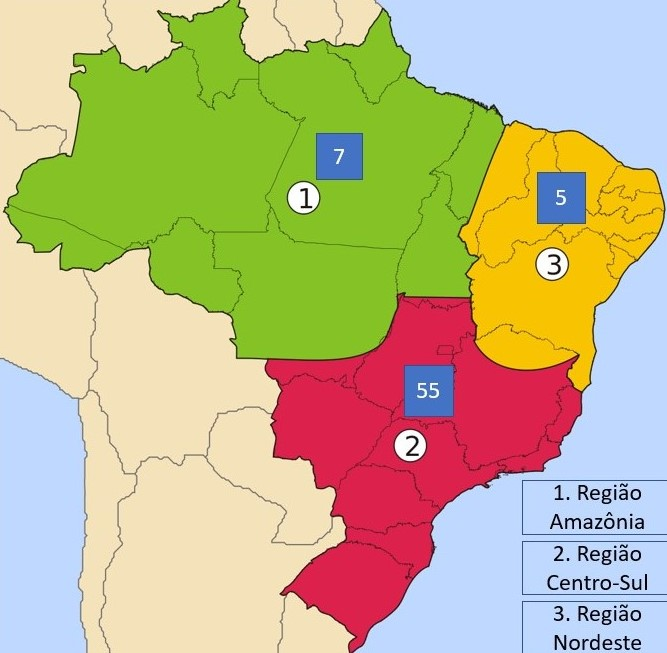 7
1
5
3
55
2
1. Região
Amazônia
2. Região
Centro-Sul
3. Região
Nordeste